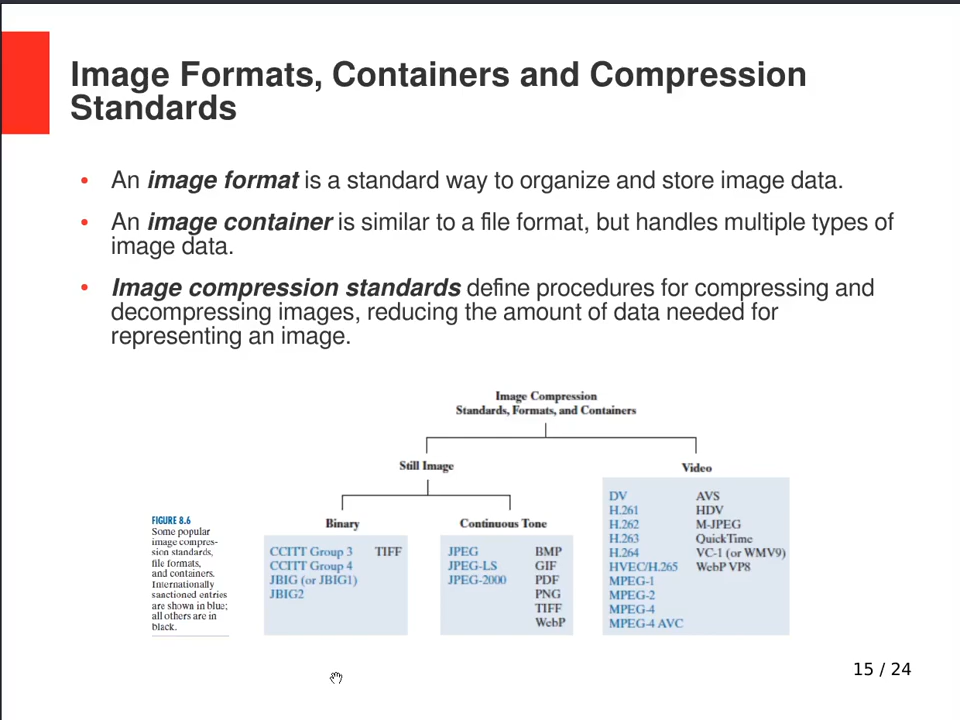 Image Formats, Containers and Compression
Standards
• An image format is a standard way to organize and store image data.
• An image container is similar to a file format, but handles multiple types of
image data.
• Image compression standards define procedures for compressing and
decompressing images, reducing the amount of data needed for
representing an image.
Image Compression
Standards, Formats, and Containers
Still Image
Video
Binary
Continuous Tone
FIGURE 8.6
Some popular
image compres-
sion standards,
file formats,
and containers.
Internationally
sanctioned entries
are shown in blue;
all others are in
black.
CCITT Group 3 TIFF
CCITT Group 4
JBIG (or JBIG1)
JBIG2
JPEG BMP
JPEG-LS GIF
JPEG-2000 PDF
PNG
TIFF
WebP
DV AVS
H.261 HDV
H.262 M-JPEG
H.263 QuickTime
H.264 VC-1 (or WMV9)
HVEC/H.265 WebP VP8
MPEG-1
MPEG-2
MPEG-4
MPEG-4 AVC
15 / 24